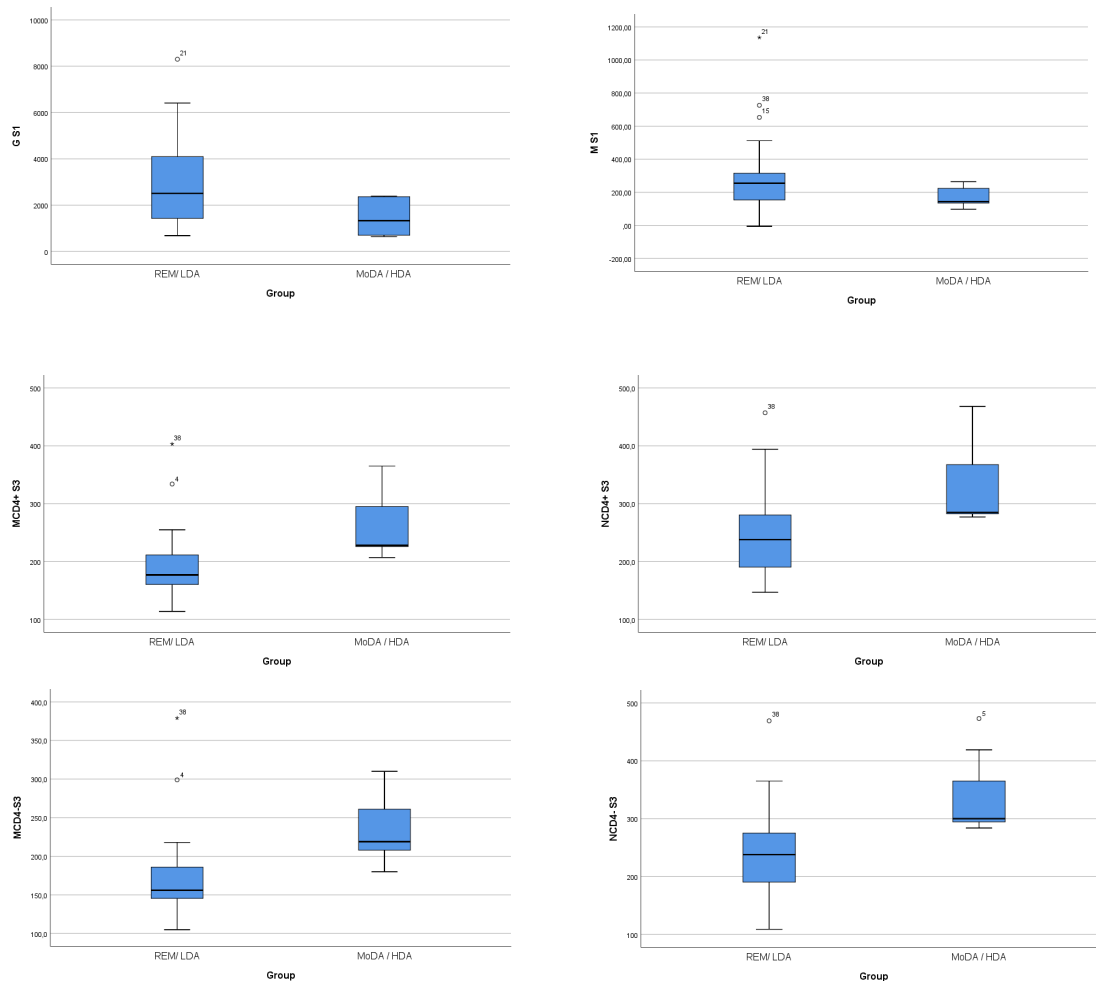 10000
8000
6000
4000
2000
0
G S1
21
REM/ LDA
MoDA / HDA
Group
1200,00
1000,00
800,00
600,00
400,00
200,00
,00
-200,00
M S1
21
38
15
REM/ LDA
MoDA / HDA
Group
500
400
300
200
100
MCD4+ S3
38
4
REM/ LDA
MoDA / HDA
Group
500,0
400,0
300,0
200,0
100,0
NCD4+ S3
38
REM/ LDA
MoDA / HDA
Group
400,0
350,0
300,0
250,0
200,0
150,0
100,0
MCD4-S3
38
4
REM/ LDA
MoDA / HDA
Group
500
400
300
200
100
NCD4- S3
38
5
REM/ LDA
MoDA / HDA
Group